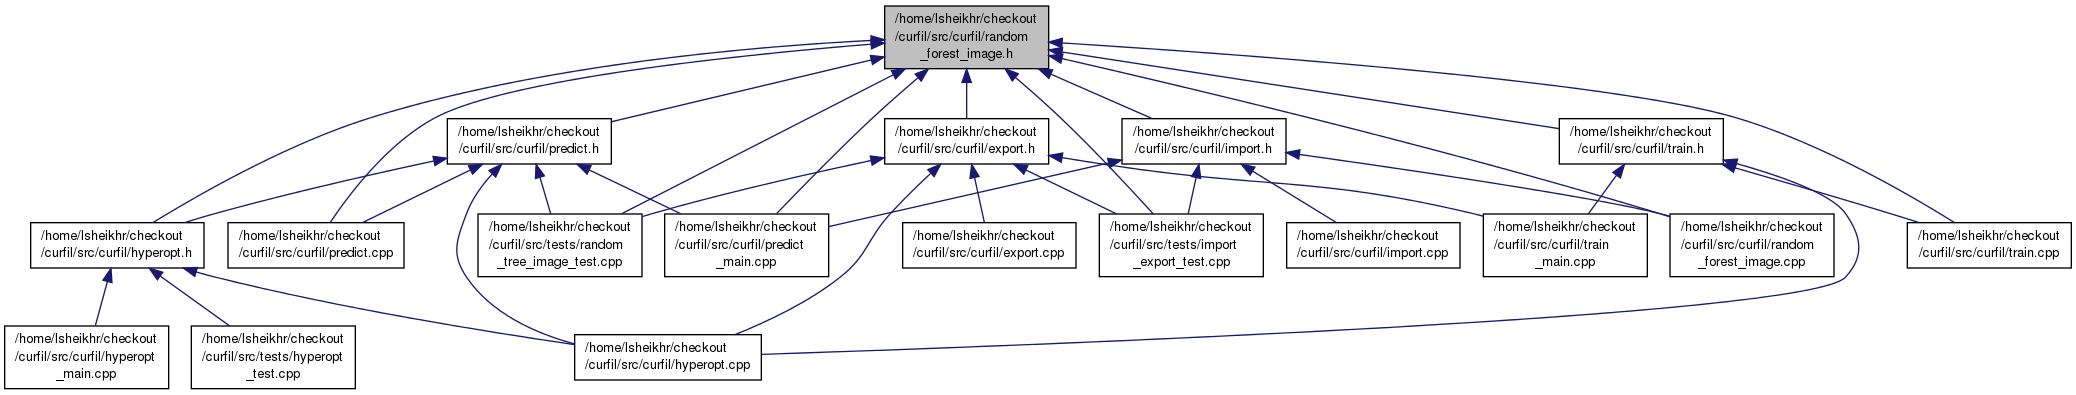 /home/lsheikhr/checkout
/curfil/src/curfil/random
_forest_image.h
/home/lsheikhr/checkout
/curfil/src/curfil/predict.h
/home/lsheikhr/checkout
/curfil/src/curfil/export.h
/home/lsheikhr/checkout
/curfil/src/curfil/import.h
/home/lsheikhr/checkout
/curfil/src/curfil/train.h
/home/lsheikhr/checkout
/curfil/src/curfil/hyperopt.h
/home/lsheikhr/checkout
/curfil/src/curfil/predict.cpp
/home/lsheikhr/checkout
/curfil/src/tests/random
_tree_image_test.cpp
/home/lsheikhr/checkout
/curfil/src/curfil/predict
_main.cpp
/home/lsheikhr/checkout
/curfil/src/curfil/export.cpp
/home/lsheikhr/checkout
/curfil/src/tests/import
_export_test.cpp
/home/lsheikhr/checkout
/curfil/src/curfil/import.cpp
/home/lsheikhr/checkout
/curfil/src/curfil/train
_main.cpp
/home/lsheikhr/checkout
/curfil/src/curfil/random
_forest_image.cpp
/home/lsheikhr/checkout
/curfil/src/curfil/train.cpp
/home/lsheikhr/checkout
/curfil/src/curfil/hyperopt
_main.cpp
/home/lsheikhr/checkout
/curfil/src/tests/hyperopt
_test.cpp
/home/lsheikhr/checkout
/curfil/src/curfil/hyperopt.cpp